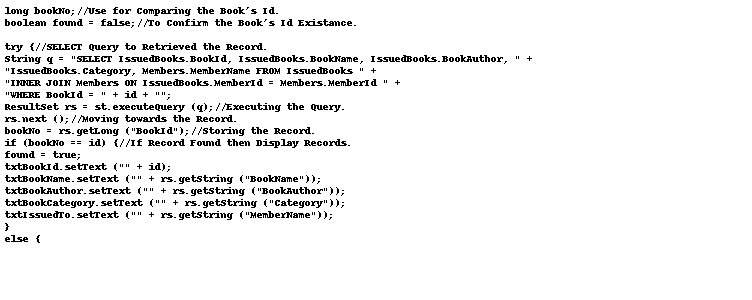 long bookNo;//Use for Comparing the Book's Id.
boolean found = false;//To Confirm the Book's Id Existance.
try {//SELECT Query to Retrieved the Record.
String q = "SELECT IssuedBooks.BookId, IssuedBooks.BookName, IssuedBooks.BookAuthor, " +
"IssuedBooks.Category, Members.MemberName FROM IssuedBooks " +
"INNER JOIN Members ON IssuedBooks.MemberId = Members.MemberId " +
"WHERE BookId = " + id + "";
ResultSet rs = st.executeQuery (q);//Executing the Query.
rs.next ();//Moving towards the Record.
bookNo = rs.getLong ("BookId");//Storing the Record.
if (bookNo == id) {//If Record Found then Display Records.
found = true;
txtBookId.setText ("" + id);
txtBookName.setText ("" + rs.getString ("BookName"));
txtBookAuthor.setText ("" + rs.getString ("BookAuthor"));
txtBookCategory.setText ("" + rs.getString ("Category"));
txtIssuedTo.setText ("" + rs.getString ("MemberName"));
}
else {